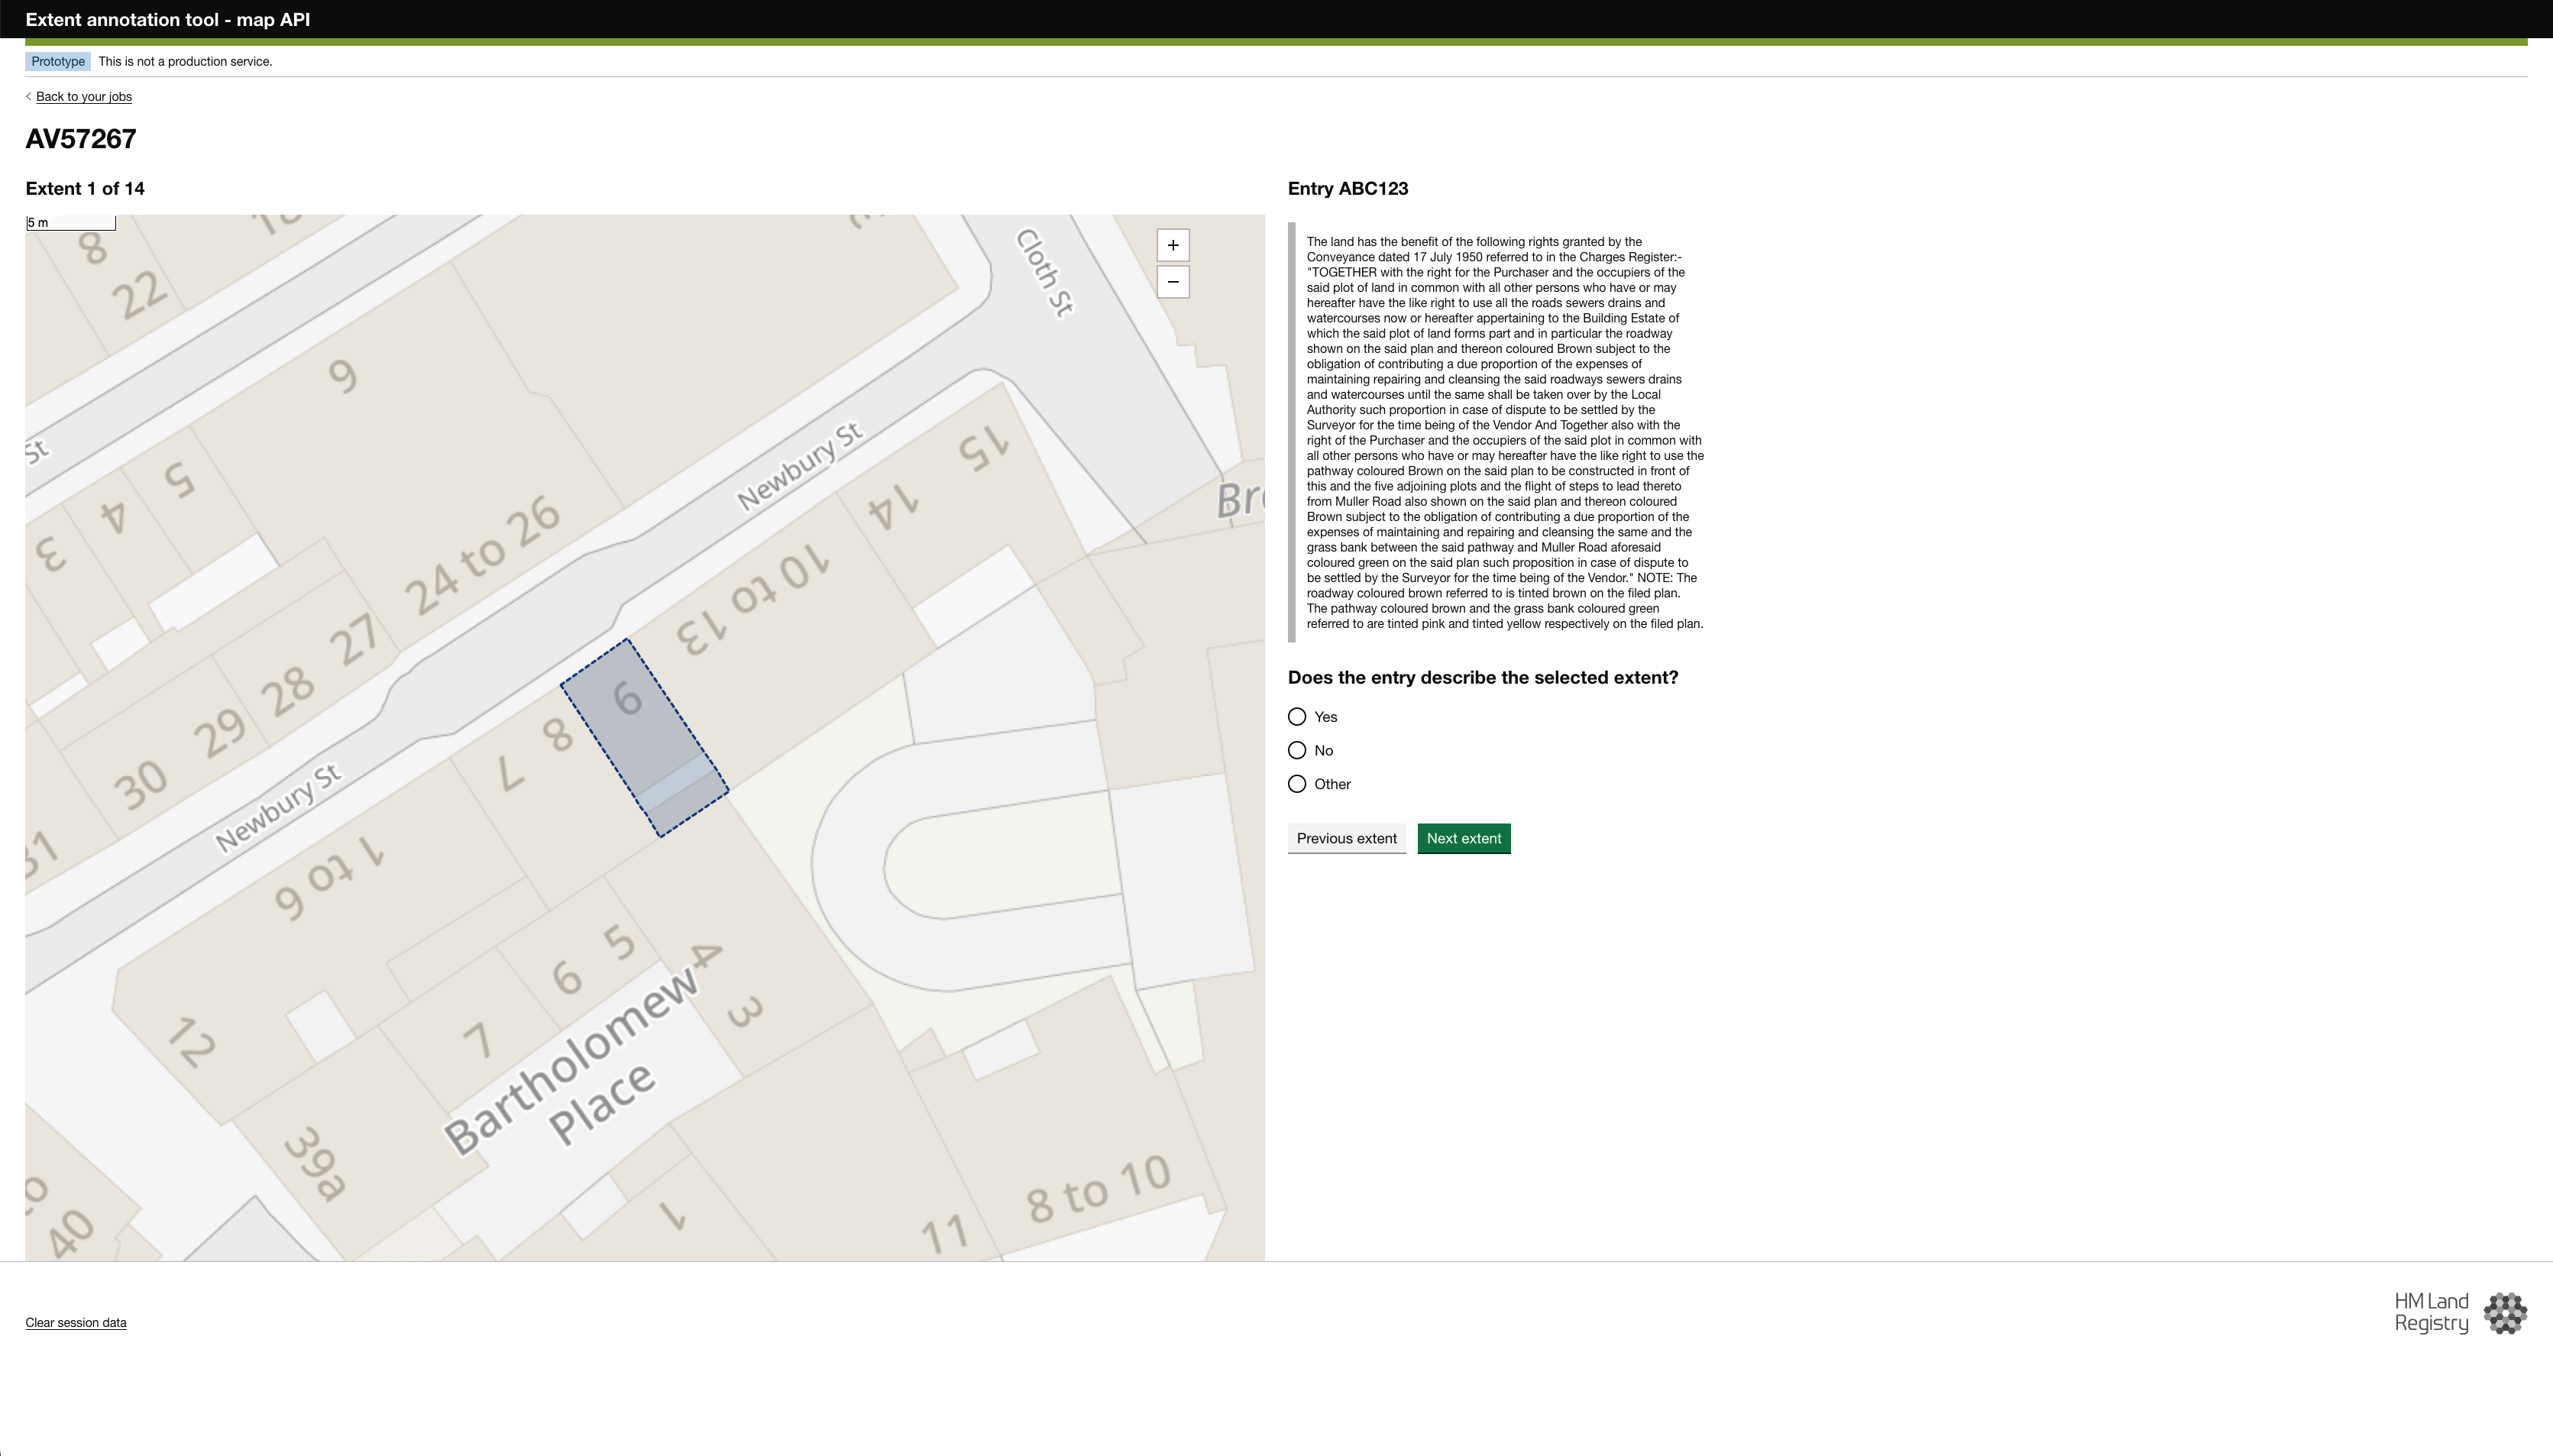 Extent annotation tool - map API
Prototype This is not a production service.
Back to your jobs
AV57267
Extent 1 of 14
5 m
8
22
9
St
5
4
3
24 to 26
27
28
29
30
31
Newbury St
Newbury St
Cloth St
15
14
10 to 13
9
8
7
1 to 6
12
7
6
5
4
3
Bartholomew
Place
39a
40
1
11
8 to 10
+
−
Entry ABC123
The land has the benefit of the following rights granted by the
Conveyance dated 17 July 1950 referred to in the Charges Register:-
"TOGETHER with the right for the Purchaser and the occupiers of the
said plot of land in common with all other persons who have or may
hereafter have the like right to use all the roads sewers drains and
watercourses now or hereafter appertaining to the Building Estate of
which the said plot of land forms part and in particular the roadway
shown on the said plan and thereon coloured Brown subject to the
obligation of contributing a due proportion of the expenses of
maintaining repairing and cleansing the said roadways sewers drains
and watercourses until the same shall be taken over by the Local
Authority such proportion in case of dispute to be settled by the
Surveyor for the time being of the Vendor And Together also with the
right of the Purchaser and the occupiers of the said plot in common with
all other persons who have or may hereafter have the like right to use the
pathway coloured Brown on the said plan to be constructed in front of
this and the five adjoining plots and the flight of steps to lead thereto
from Muller Road also shown on the said plan and thereon coloured
Brown subject to the obligation of contributing a due proportion of the
expenses of maintaining and repairing and cleansing the same and the
grass bank between the said pathway and Muller Road aforesaid
coloured green on the said plan such proposition in case of dispute to
be settled by the Surveyor for the time being of the Vendor." NOTE: The
roadway coloured brown referred to is tinted brown on the filed plan.
The pathway coloured brown and the grass bank coloured green
referred to are tinted pink and tinted yellow respectively on the filed plan.
Does the entry describe the selected extent?
Yes
No
Other
Previous extent Next extent
Clear session data
HM Land
Registry